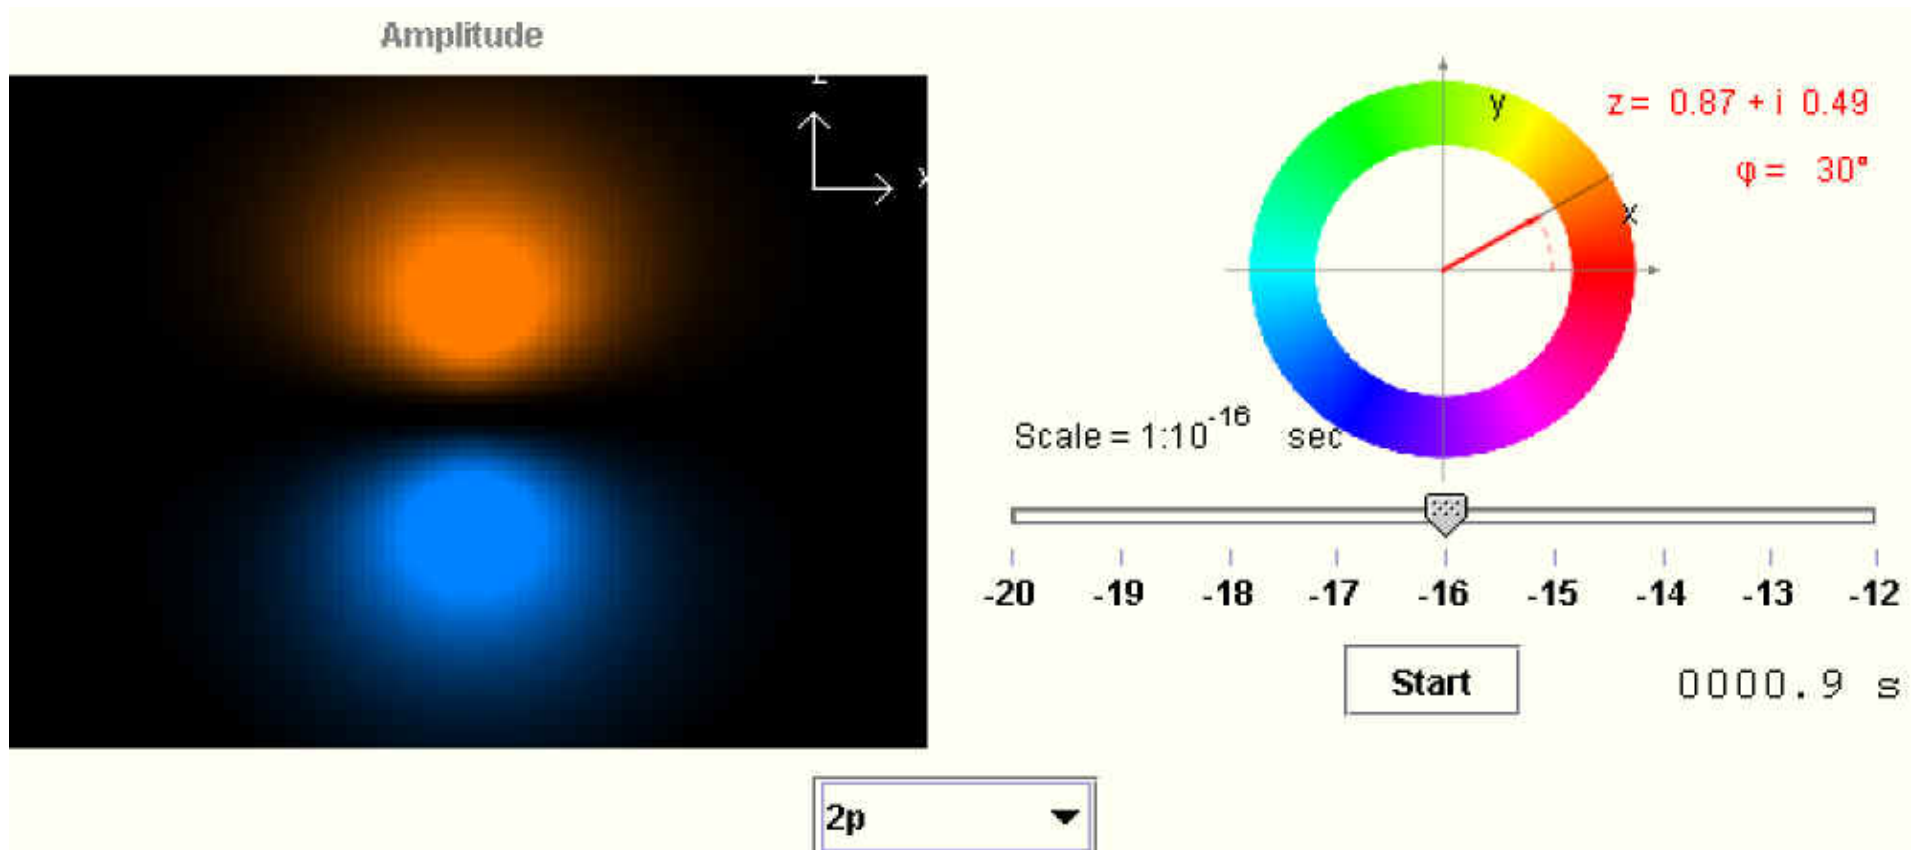 Amplitude
z
x
y
x
z = 0.87 + i 0.49
φ = 30°
Scale = 1:10^-16 sec
-20 -19 -18 -17 -16 -15 -14 -13 -12
Start
0000.9 s
2p